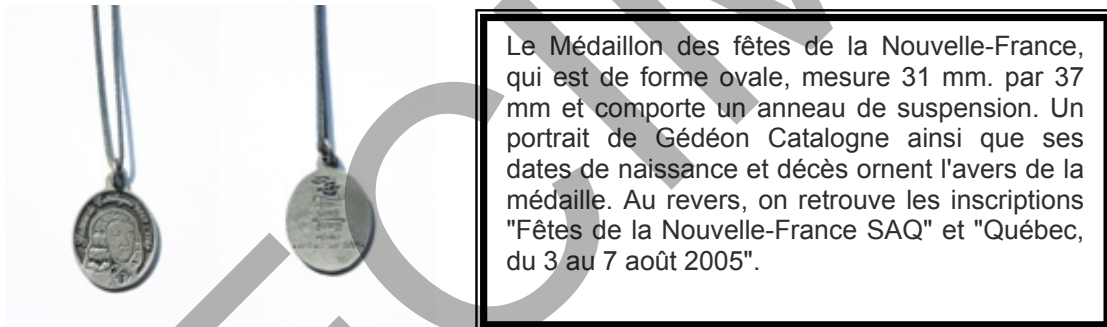 Le Médaillon des fêtes de la Nouvelle-France,
qui est de forme ovale, mesure 31 mm. par 37
mm et comporte un anneau de suspension. Un
portrait de Gédéon Catalogne ainsi que ses
dates de naissance et décès ornent l'avers de la
médaille. Au revers, on retrouve les inscriptions
"Fêtes de la Nouvelle-France SAQ" et "Québec,
du 3 au 7 août 2005".